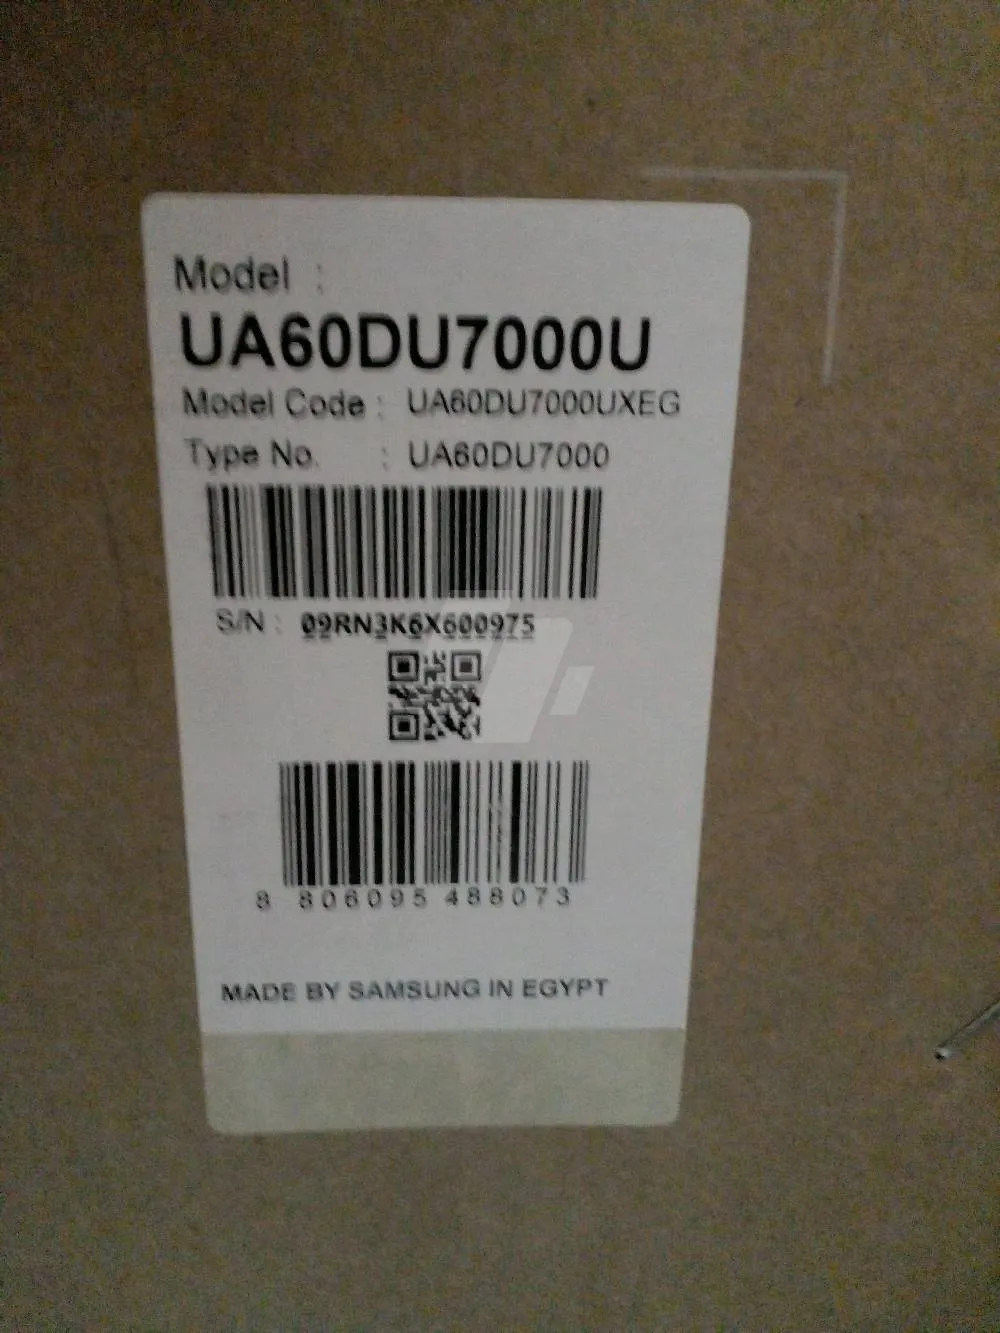 Model :
UA60DU7000U
Model Code : UA60DU7000UXEG
Type No. : UA60DU7000
S/N : 09RN3K6X600975
8 806095 488073
MADE BY SAMSUNG IN EGYPT